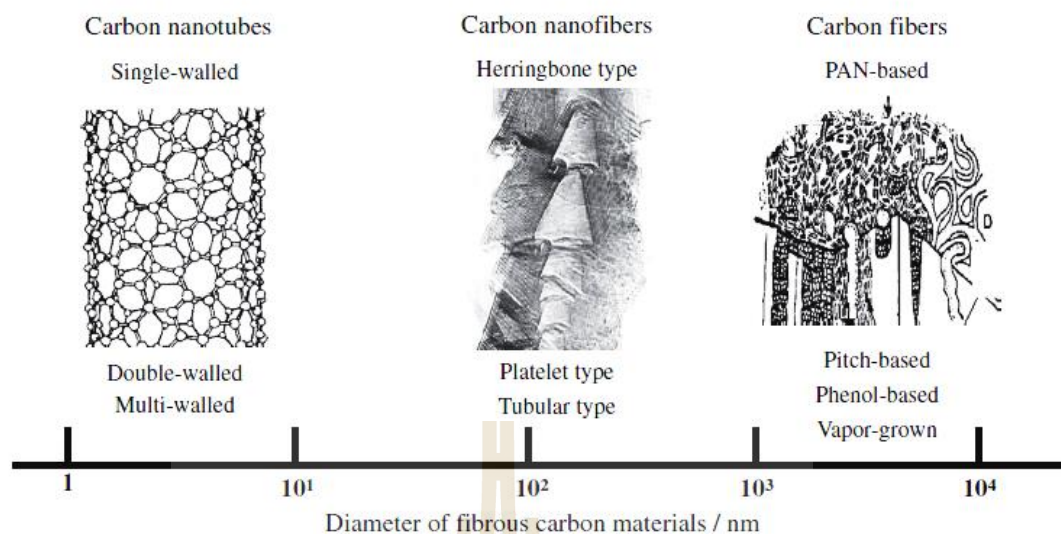 Carbon nanotubes
Single-walled
Double-walled
Multi-walled
Carbon nanofibers
Herringbone type
Platelet type
Tubular type
Carbon fibers
PAN-based
Pitch-based
Phenol-based
Vapor-grown
1 10¹ 10² 10³ 10⁴
Diameter of fibrous carbon materials / nm